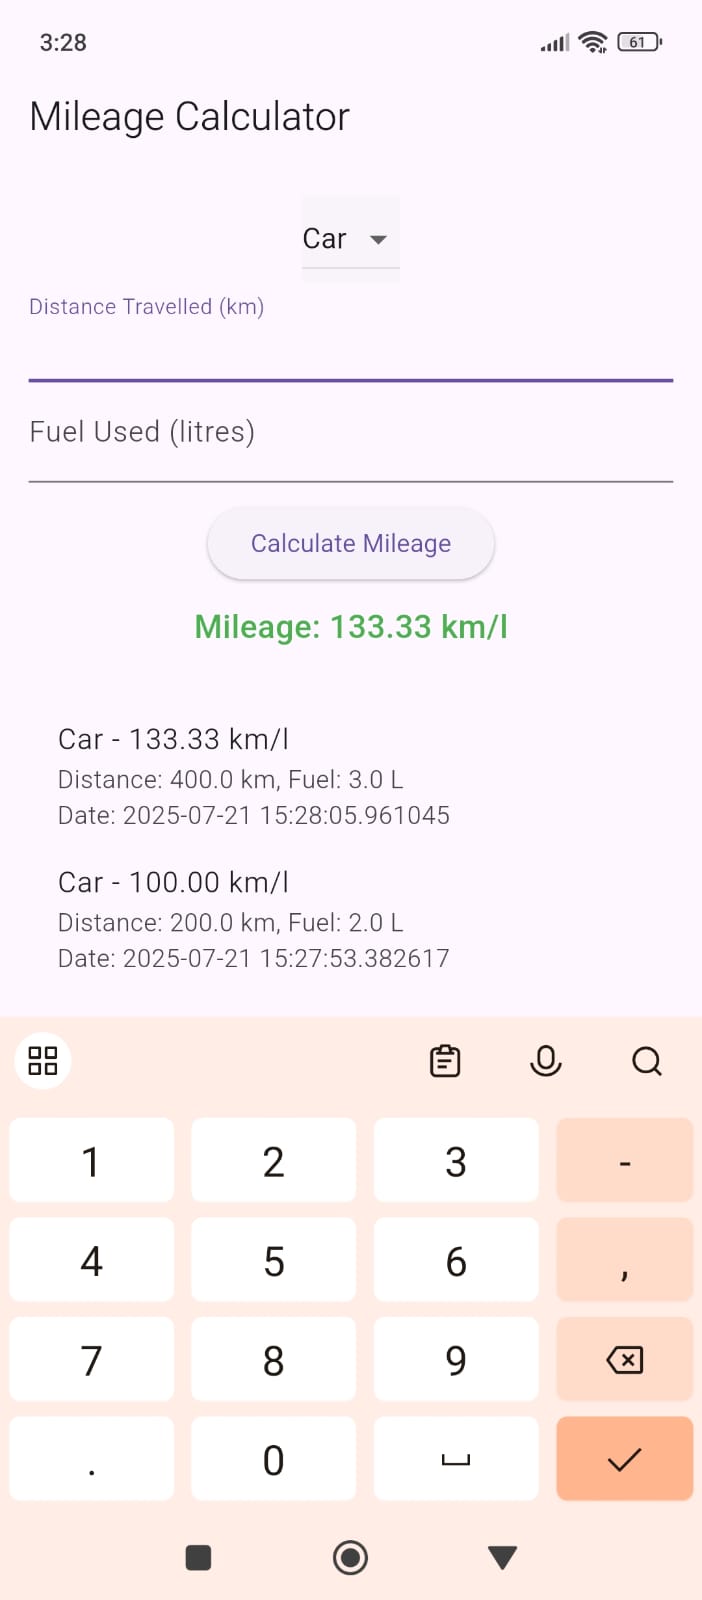 3:28
61
Mileage Calculator
Car
Distance Travelled (km)
Fuel Used (litres)
Calculate Mileage
Mileage: 133.33 km/l
Car - 133.33 km/l
Distance: 400.0 km, Fuel: 3.0 L
Date: 2025-07-21 15:28:05.961045
Car - 100.00 km/l
Distance: 200.0 km, Fuel: 2.0 L
Date: 2025-07-21 15:27:53.382617
1 2 3 -
4 5 6 ,
7 8 9
. 0